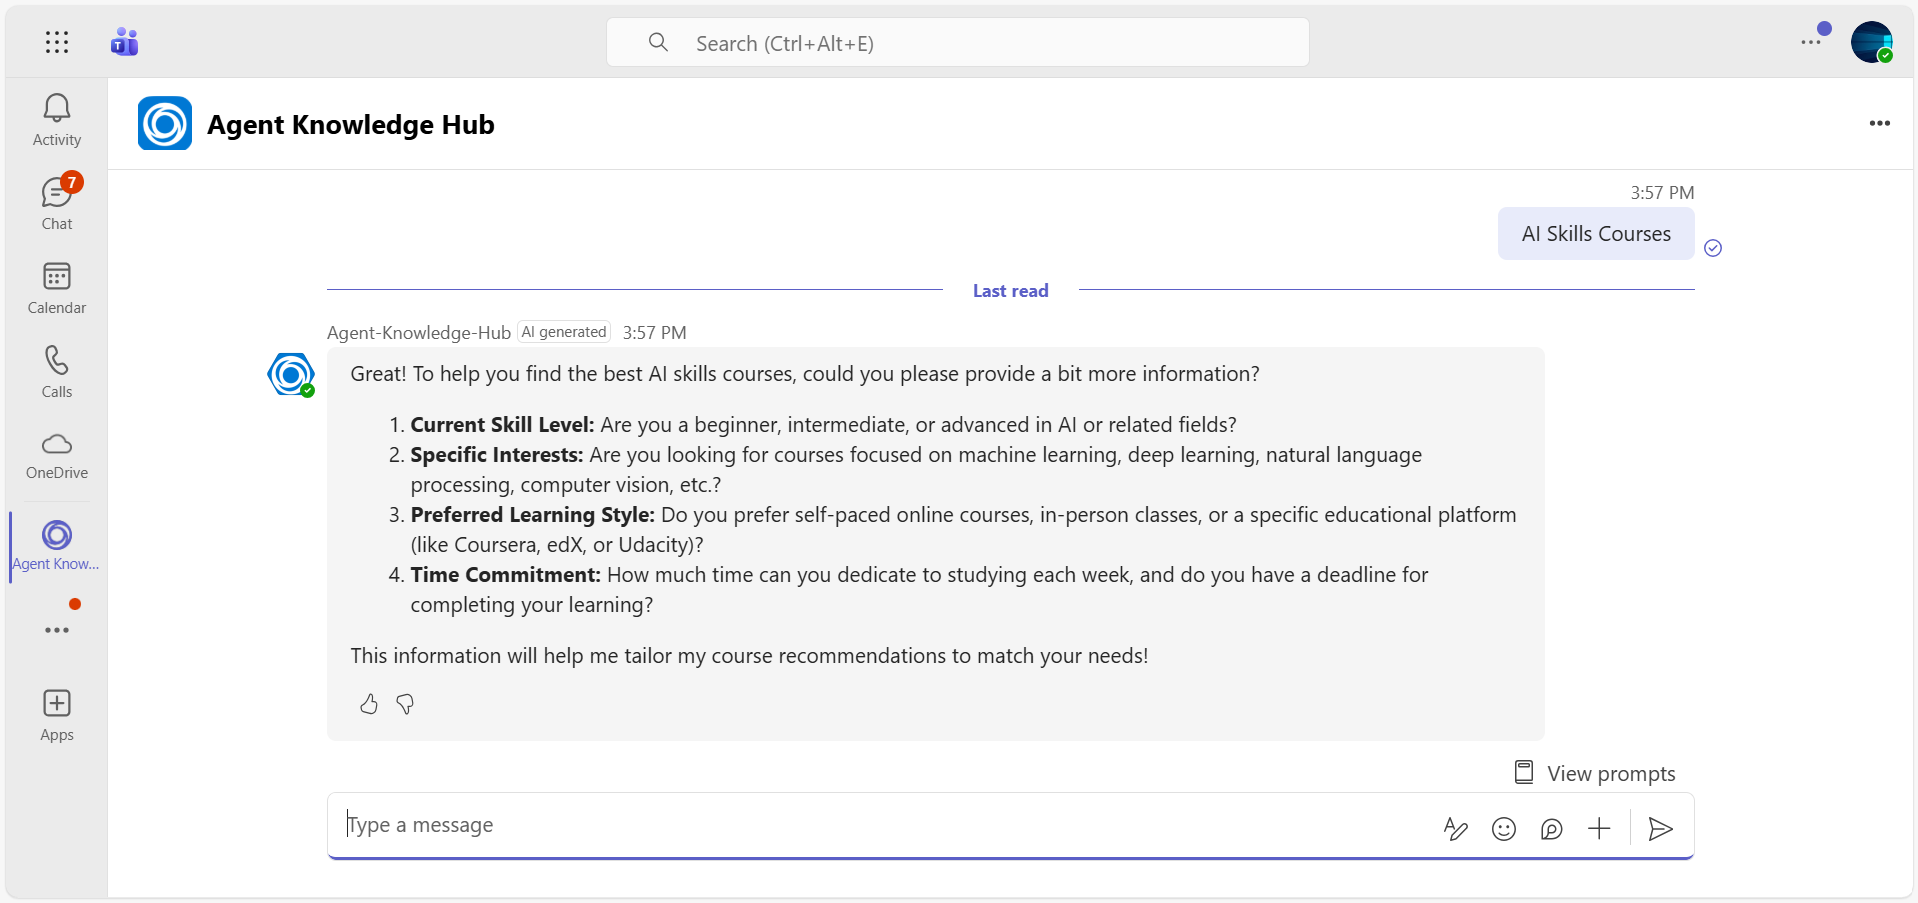 Search (Ctrl+Alt+E)
Activity
7
Chat
Calendar
Calls
OneDrive
Agent Know...
Apps
Agent Knowledge Hub
3:57 PM
AI Skills Courses
Last read
Agent-Knowledge-Hub AI generated 3:57 PM
Great! To help you find the best AI skills courses, could you please provide a bit more information?
1. Current Skill Level: Are you a beginner, intermediate, or advanced in AI or related fields?
2. Specific Interests: Are you looking for courses focused on machine learning, deep learning, natural language
processing, computer vision, etc.?
3. Preferred Learning Style: Do you prefer self-paced online courses, in-person classes, or a specific educational platform
(like Coursera, edX, or Udacity)?
4. Time Commitment: How much time can you dedicate to studying each week, and do you have a deadline for
completing your learning?
This information will help me tailor my course recommendations to match your needs!
View prompts
Type a message